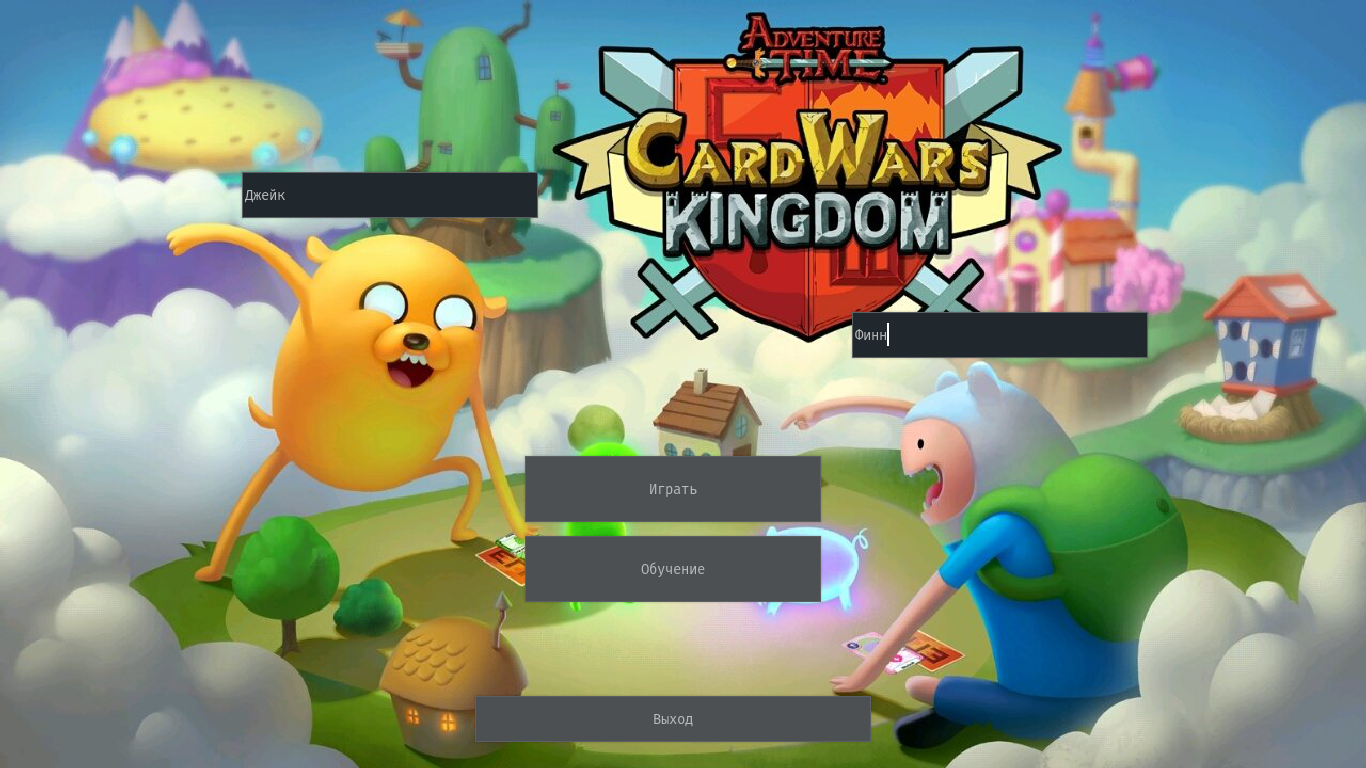 ADVENTURE
TIME
CARD WARS
KINGDOM
Джейк
Финн
Играть
Обучение
Выход